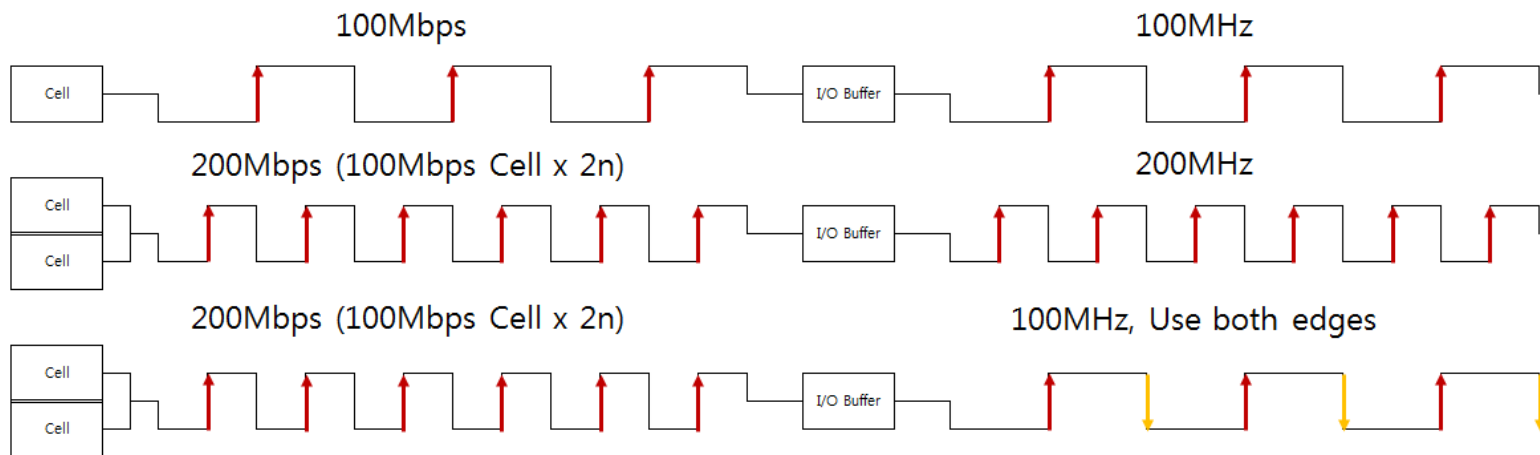 100Mbps
100MHz
Cell
I/O Buffer
200Mbps (100Mbps Cell x 2n)
200MHz
Cell
I/O Buffer
Cell
200Mbps (100Mbps Cell x 2n)
100MHz, Use both edges
Cell
I/O Buffer
Cell